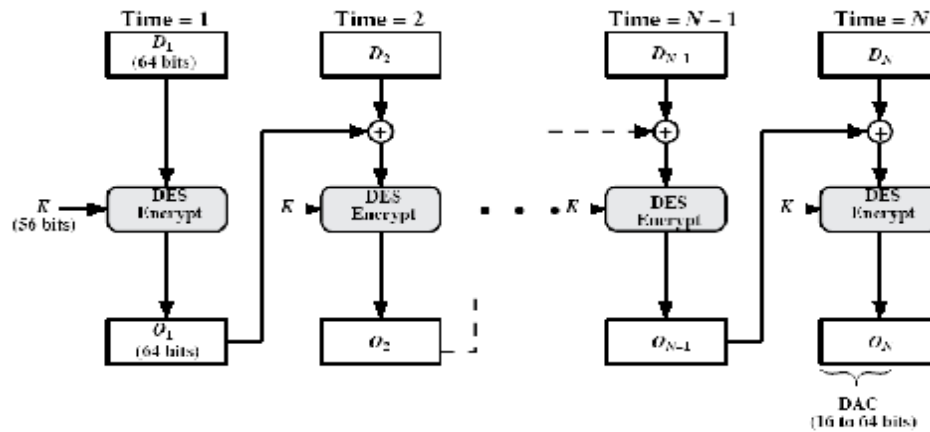 Time = 1
Time = 2
Time = N – 1
Time = N
D₁
(64 bits)
D₂
Dₙ₋₁
Dₙ
+
+
+
K
(56 bits)
DES
Encrypt
K
DES
Encrypt
• • •
K
DES
Encrypt
K
DES
Encrypt
O₁
(64 bits)
O₂
Oₙ₋₁
Oₙ
DAC
(16 to 64 bits)